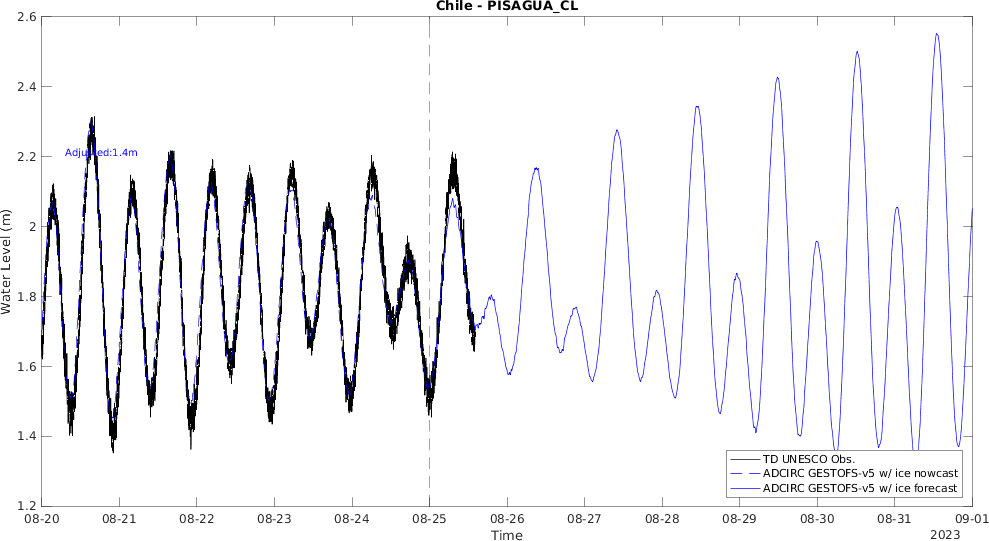 Chile - PISAGUA_CL
2.6
2.4
2.2
2
1.8
1.6
1.4
1.2
Water Level (m)
Adjusted:1.4m
TD UNESCO Obs.
ADCIRC GESTOFS-v5 w/ ice nowcast
ADCIRC GESTOFS-v5 w/ ice forecast
08-20 08-21 08-22 08-23 08-24 08-25 08-26 08-27 08-28 08-29 08-30 08-31 09-01
Time
2023